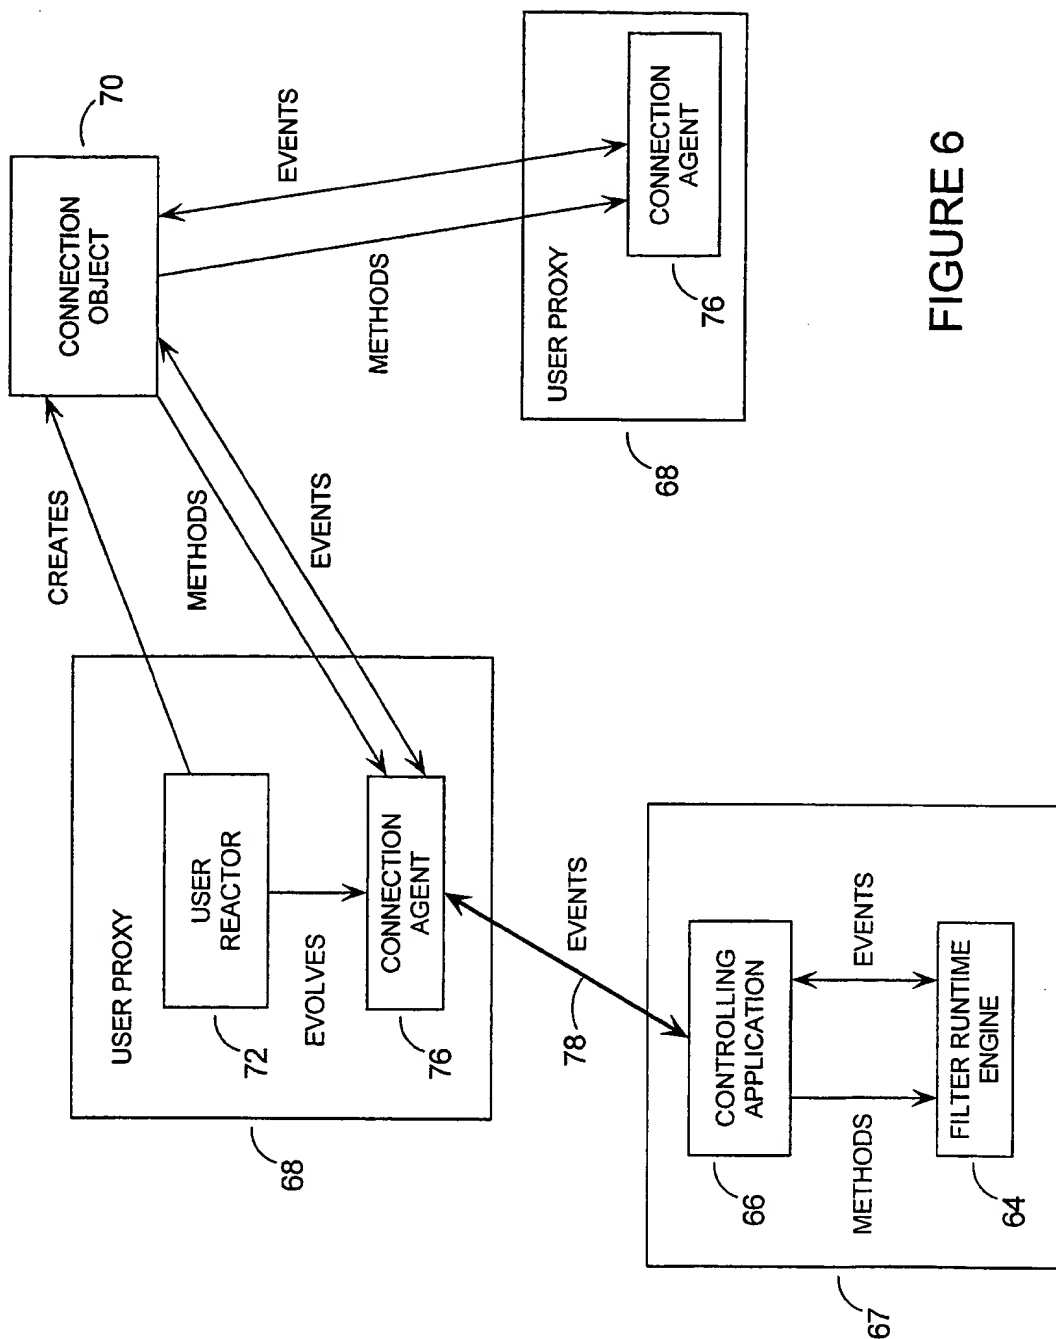 USER PROXY
68
USER
REACTOR
72
EVOLVES
CONNECTION
AGENT
76
CREATES
METHODS
EVENTS
CONNECTION
OBJECT
70
EVENTS
METHODS
USER PROXY
68
CONNECTION
AGENT
76
EVENTS
78
67
CONTROLLING
APPLICATION
66
METHODS
EVENTS
FILTER RUNTIME
ENGINE
64
FIGURE 6